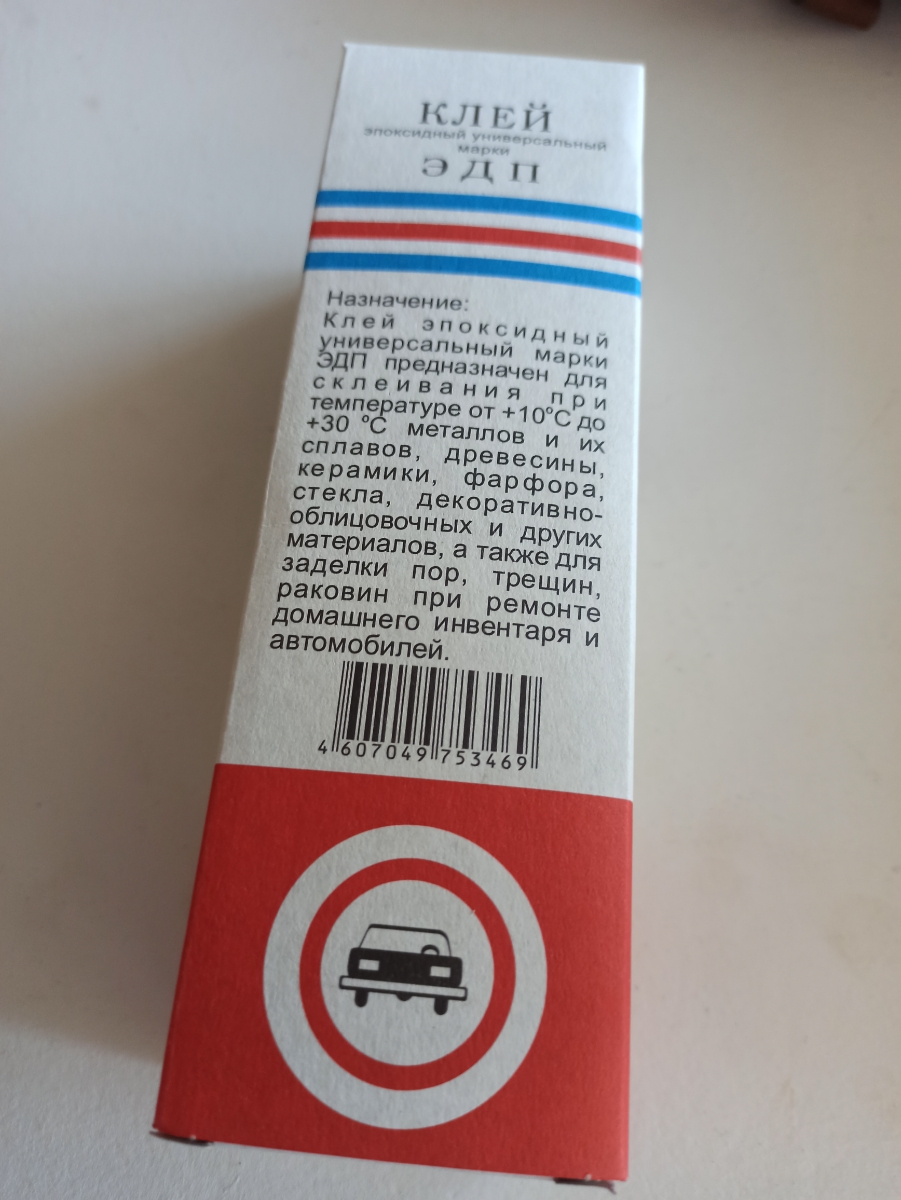 КЛЕЙ
эпоксидный универсальный
марки
ЭДП
Назначение:
Клей эпоксидный
универсальный марки
ЭДП предназначен для
склеивания при
температуре от +10°С до
+30 °С металлов и их
сплавов, древесины,
керамики, фарфора,
стекла, декоративно-
облицовочных и других
материалов, а также для
заделки пор, трещин,
раковин при ремонте
домашнего инвентаря и
автомобилей.
4 607049 753469